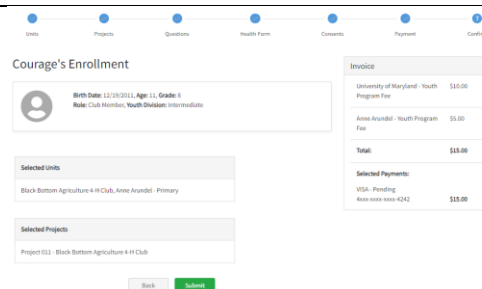 7
Units
Projects
Questions
Health Form
Consents
Payment
Confir
Courage's Enrollment
Birth Date: 12/19/2011, Age: 11, Grade: 6
Role: Club Member, Youth Division: Intermediate
Selected Units
Black Bottom Agriculture 4-H Club, Anne Arundel - Primary
Selected Projects
Project 011 - Black Bottom Agriculture 4-H Club
Back
Submit
Invoice
University of Maryland - Youth $10.00
Program Fee
Anne Arundel - Youth Program $5.00
Fee
Total: $15.00
Selected Payments:
VISA - Pending
4xxx-xxxx-xxxx-4242 $15.00